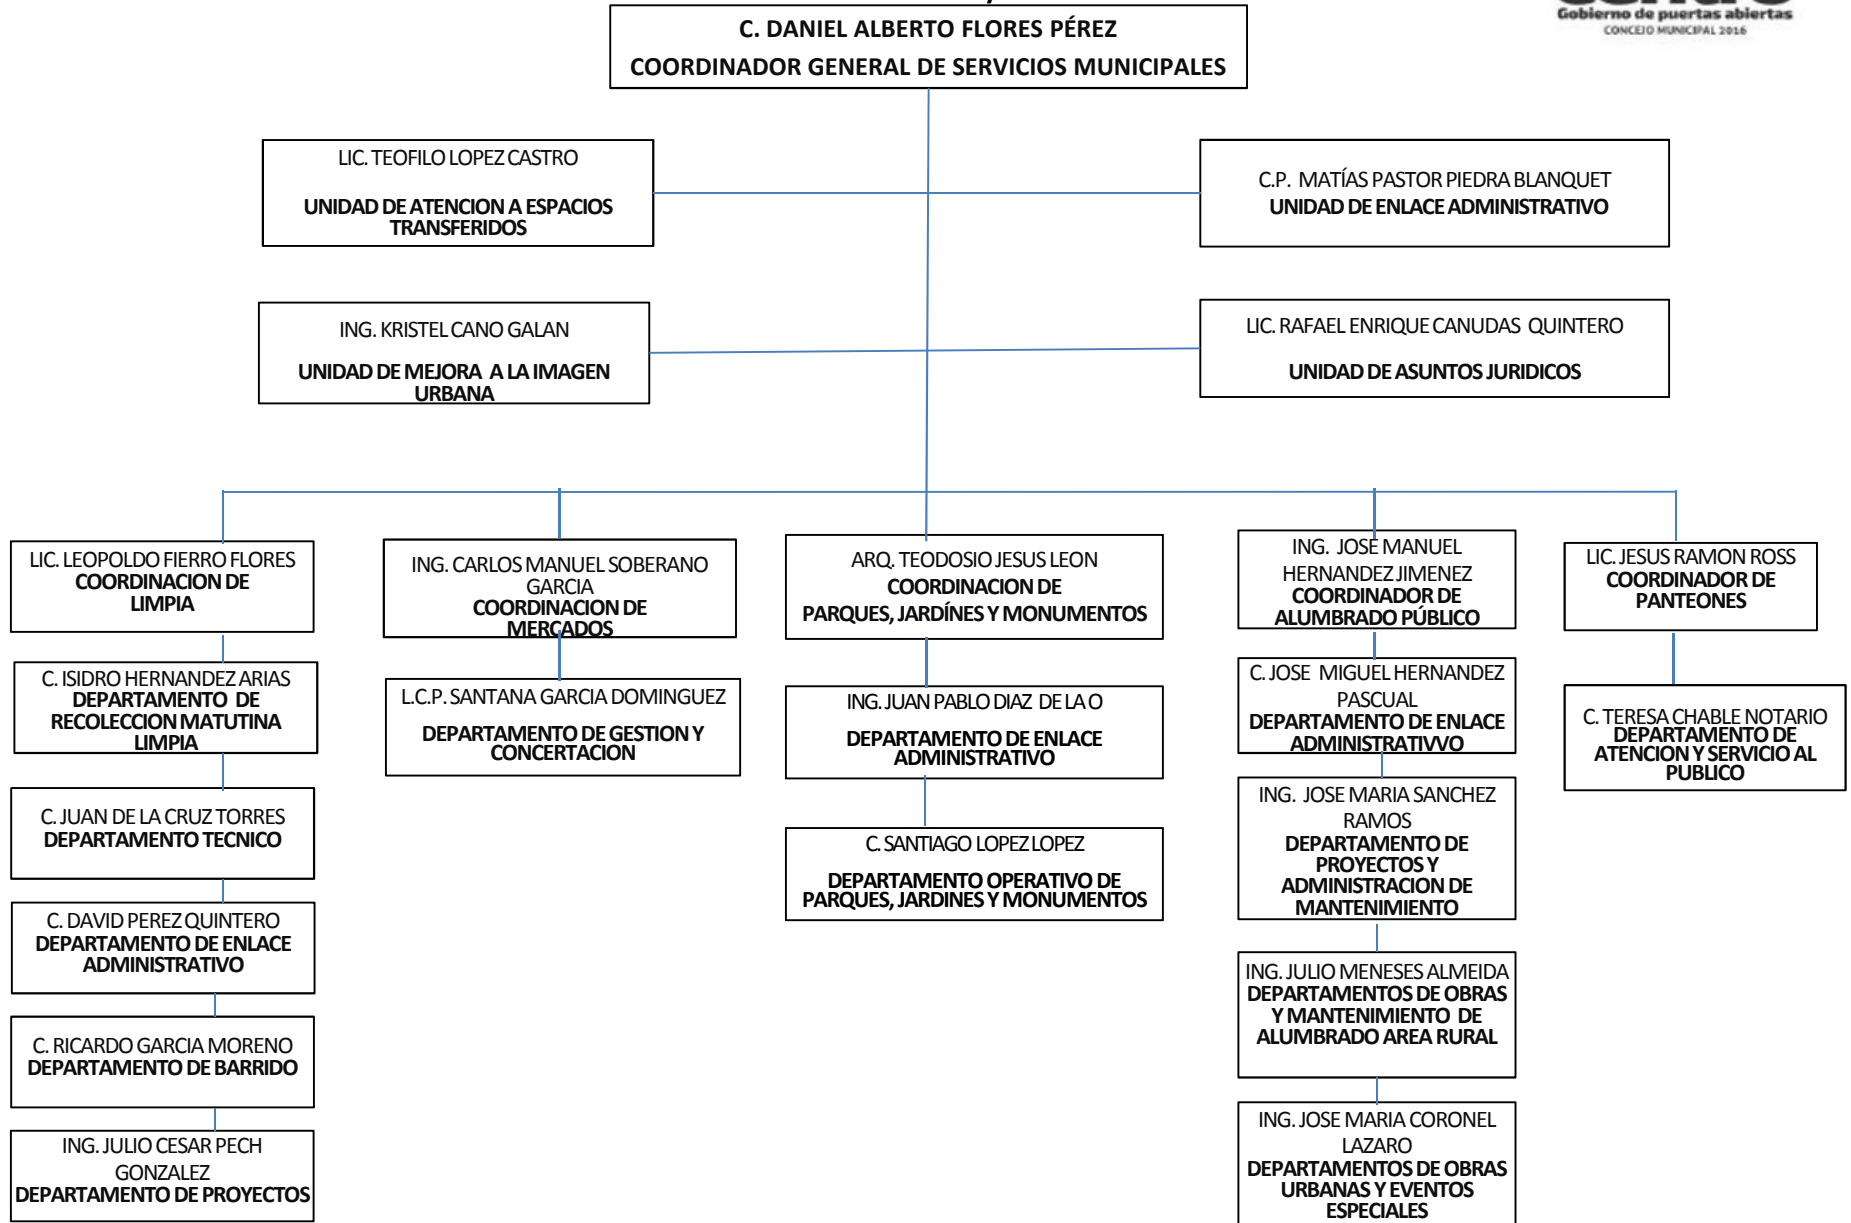 Gobierno de puertas abiertas
CONCEJO MUNICIPAL 2016
C. DANIEL ALBERTO FLORES PÉREZ
COORDINADOR GENERAL DE SERVICIOS MUNICIPALES
LIC. TEOFILO LOPEZ CASTRO
UNIDAD DE ATENCION A ESPACIOS
TRANSFERIDOS
C.P. MATÍAS PASTOR PIEDRA BLANQUET
UNIDAD DE ENLACE ADMINISTRATIVO
ING. KRISTEL CANO GALAN
UNIDAD DE MEJORA A LA IMAGEN
URBANA
LIC. RAFAEL ENRIQUE CANUDAS QUINTERO
UNIDAD DE ASUNTOS JURIDICOS
LIC. LEOPOLDO FIERRO FLORES
COORDINACION DE
LIMPIA
C. ISIDRO HERNANDEZ ARIAS
DEPARTAMENTO DE
RECOLECCION MATUTINA
LIMPIA
C. JUAN DE LA CRUZ TORRES
DEPARTAMENTO TECNICO
C. DAVID PEREZ QUINTERO
DEPARTAMENTO DE ENLACE
ADMINISTRATIVO
C. RICARDO GARCIA MORENO
DEPARTAMENTO DE BARRIDO
ING. JULIO CESAR PECH
GONZALEZ
DEPARTAMENTO DE PROYECTOS
ING. CARLOS MANUEL SOBERANO
GARCIA
COORDINACION DE
MERCADOS
L.C.P. SANTANA GARCIA DOMINGUEZ
DEPARTAMENTO DE GESTION Y
CONCERTACION
ARQ. TEODOSIO JESUS LEON
COORDINACION DE
PARQUES, JARDÍNES Y MONUMENTOS
ING. JUAN PABLO DIAZ DE LA O
DEPARTAMENTO DE ENLACE
ADMINISTRATIVO
C. SANTIAGO LOPEZ LOPEZ
DEPARTAMENTO OPERATIVO DE
PARQUES, JARDINES Y MONUMENTOS
ING. JOSE MANUEL
HERNANDEZ JIMENEZ
COORDINADOR DE
ALUMBRADO PÚBLICO
C. JOSE MIGUEL HERNANDEZ
PASCUAL
DEPARTAMENTO DE ENLACE
ADMINISTRATIVVO
ING. JOSE MARIA SANCHEZ
RAMOS
DEPARTAMENTO DE
PROYECTOS Y
ADMINISTRACION DE
MANTENIMIENTO
ING. JULIO MENESES ALMEIDA
DEPARTAMENTOS DE OBRAS
Y MANTENIMIENTO DE
ALUMBRADO AREA RURAL
ING. JOSE MARIA CORONEL
LAZARO
DEPARTAMENTOS DE OBRAS
URBANAS Y EVENTOS
ESPECIALES
LIC. JESUS RAMON ROSS
COORDINADOR DE
PANTEONES
C. TERESA CHABLE NOTARIO
DEPARTAMENTO DE
ATENCION Y SERVICIO AL
PUBLICO